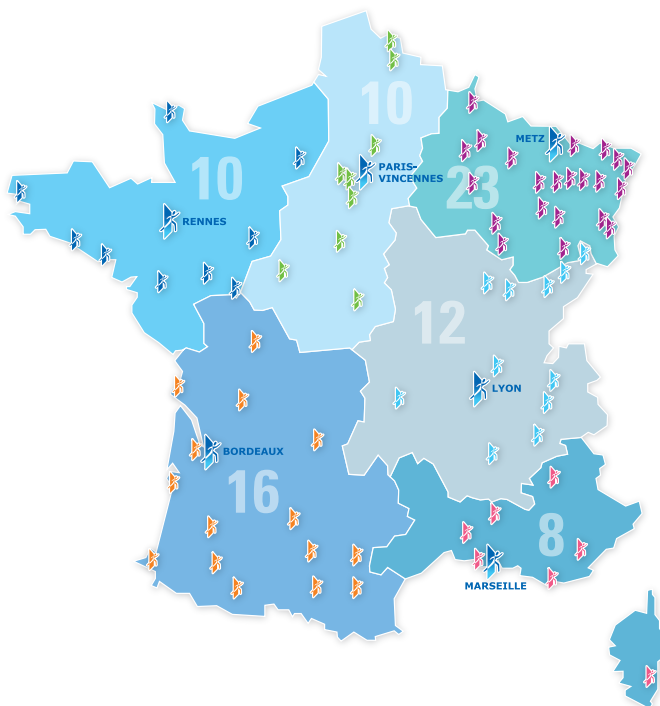 10
METZ
PARIS-
VINCENNES
10
23
RENNES
12
LYON
BORDEAUX
16
8
MARSEILLE